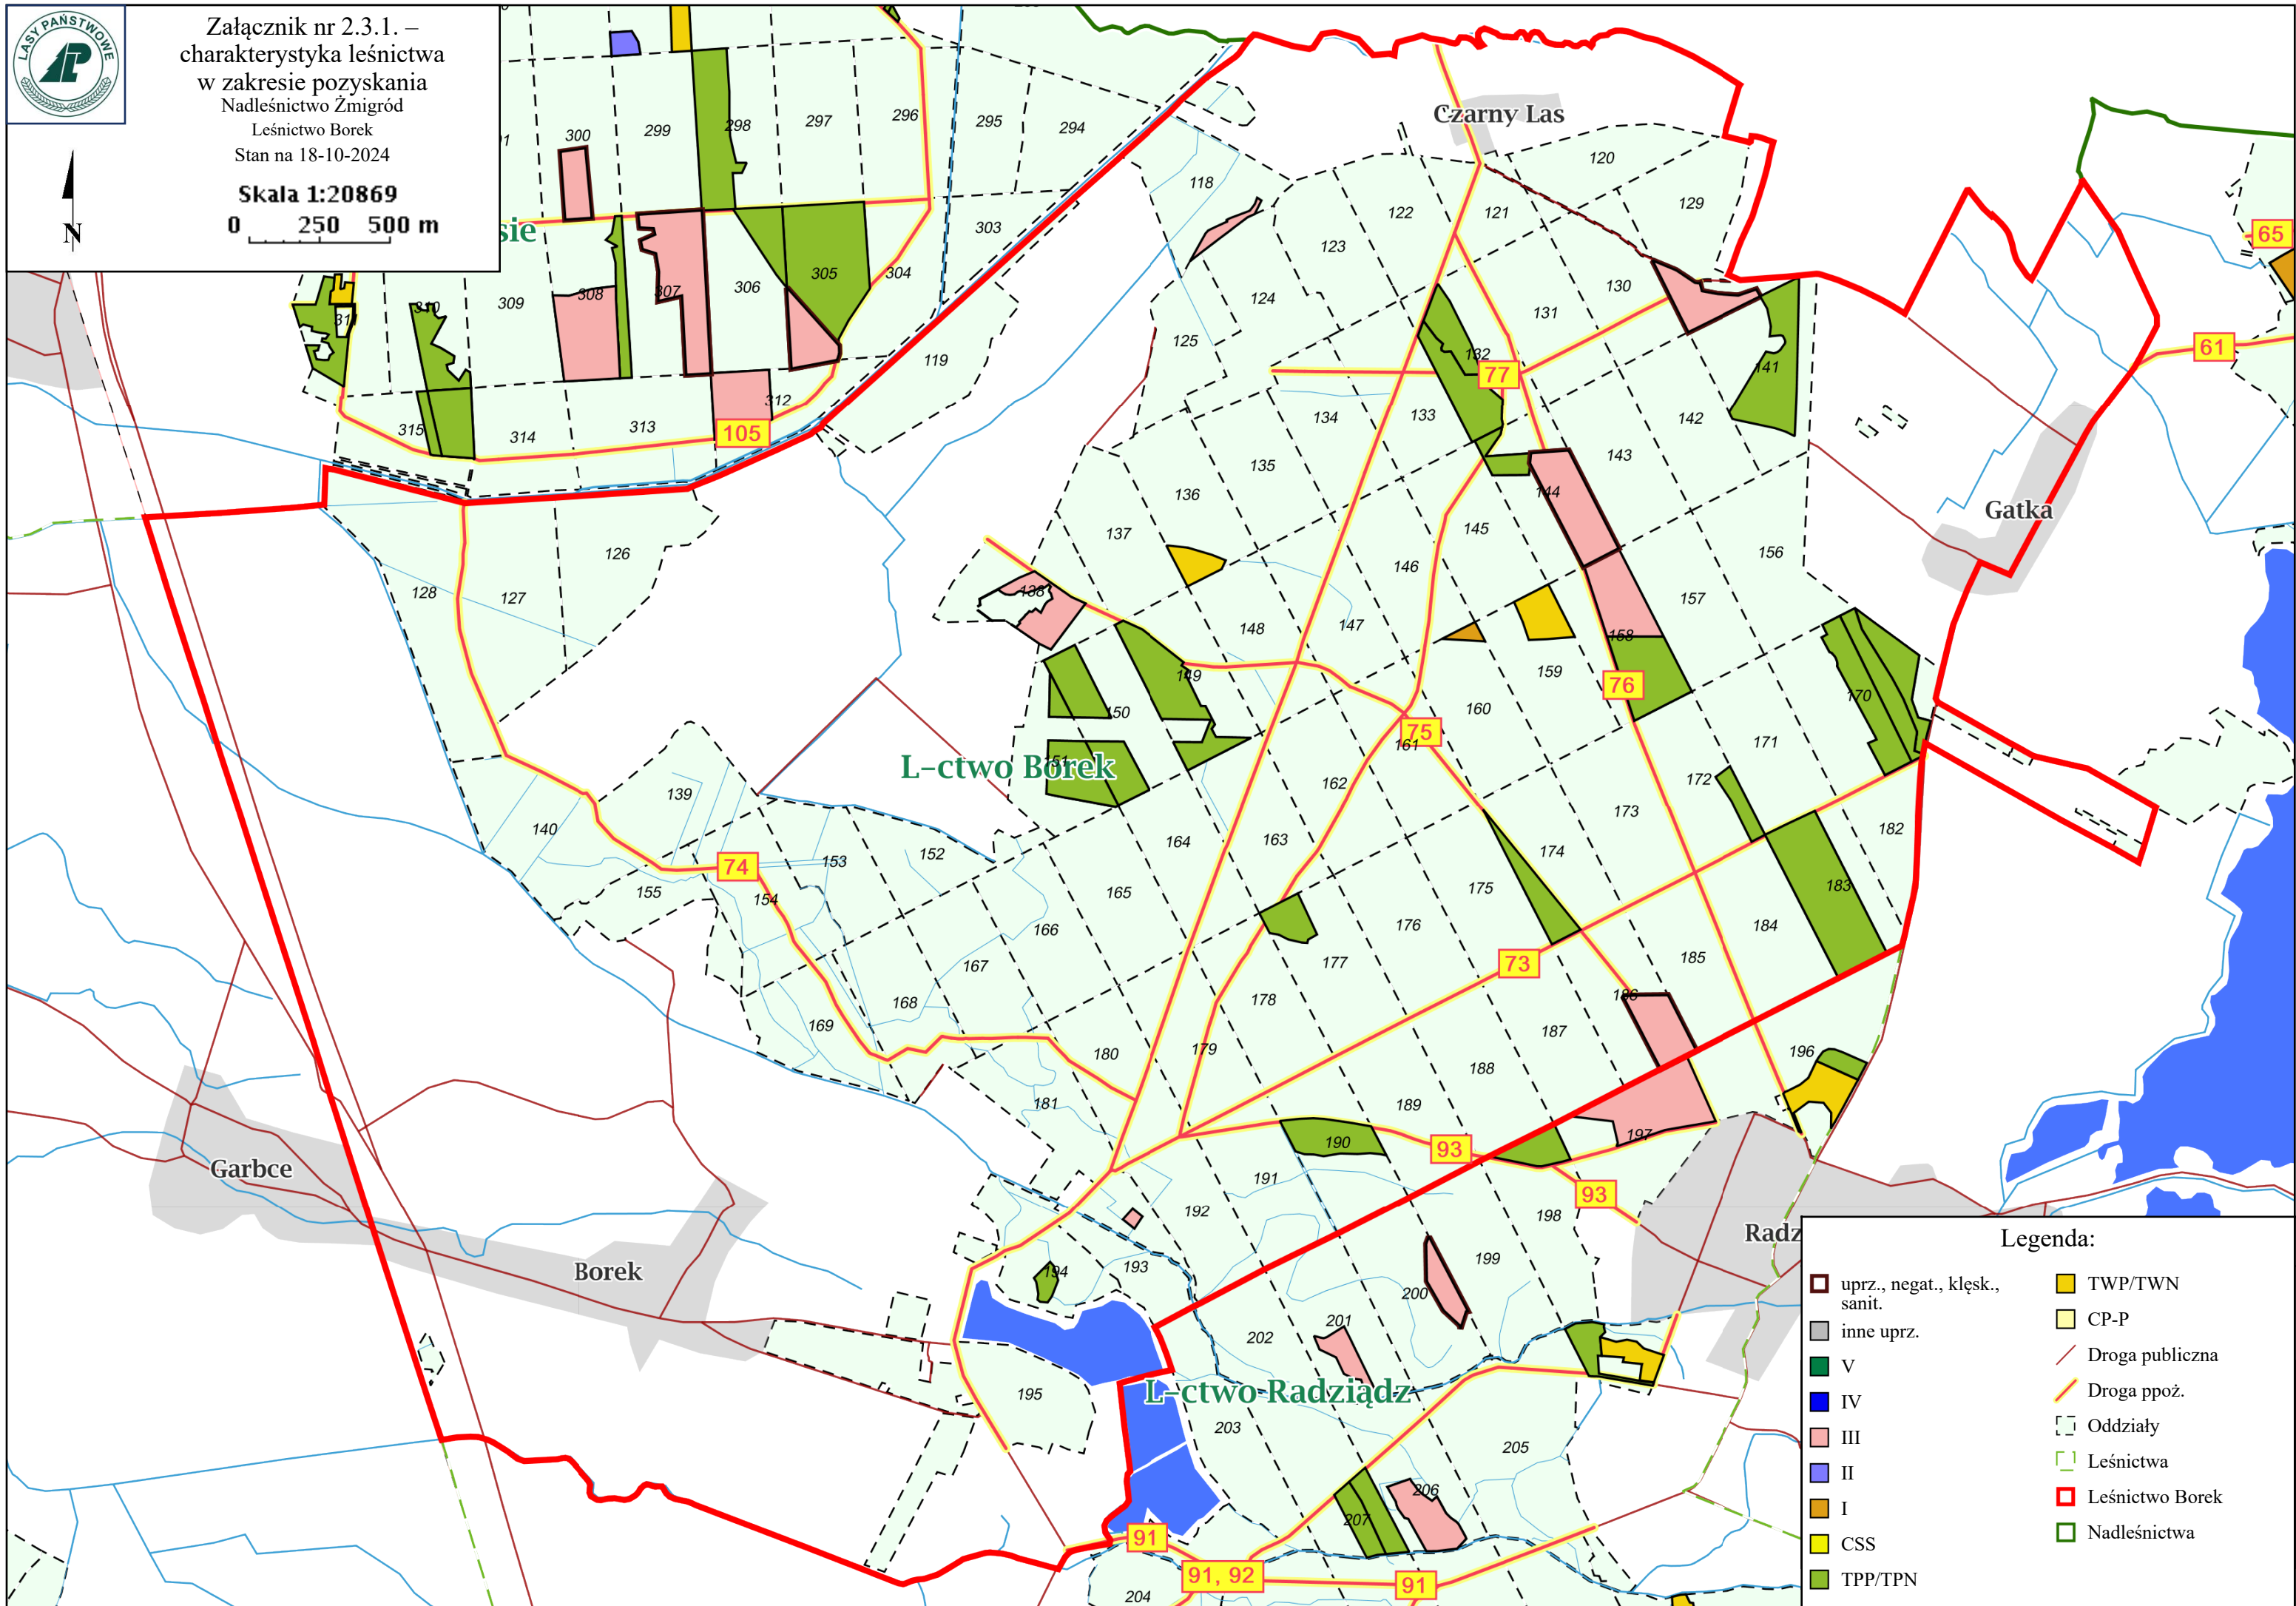 LASY PAŃSTWOWE
Załącznik nr 2.3.1. –
charakterystyka leśnictwa
w zakresie pozyskania
Nadleśnictwo Żmigród
Leśnictwo Borek
Stan na 18-10-2024
Skala 1:20869
0 250 500 m
N
sie
Czarny Las
300 299 298 297 296 295 294
118 120
122 121 129
303 123
309 308 307 306 305 304
124 130 131
65
61
311 310
119 125 132 141
77
315 314 313 312
105
134 133 142
135 143
136 144
137 145
Gatka
126 128 127
146 156
138 157
148 147 158
149 159
76
150 160 170
75
161 171
151
L-ctwo Borek
139 162 172
140 164 163 173
153 152 174 182
74
155 154 165 175 183
166 176 184
167 177 185
73
168 178 186
169 187
180 179 188 196
181 189
190 197
93
Garbce
191 192 198
93
Borek
194 193 199
200
201 202
Radz
L-ctwo Radziądz
195 203 205
206 207
91
91, 92
91
204
Legenda:
uprz., negat., klęsk.,
sanit.
inne uprz.
V
IV
III
II
I
CSS
TPP/TPN
TWP/TWN
CP-P
Droga publiczna
Droga ppoż.
Oddziały
Leśnictwa
Leśnictwo Borek
Nadleśnictwa